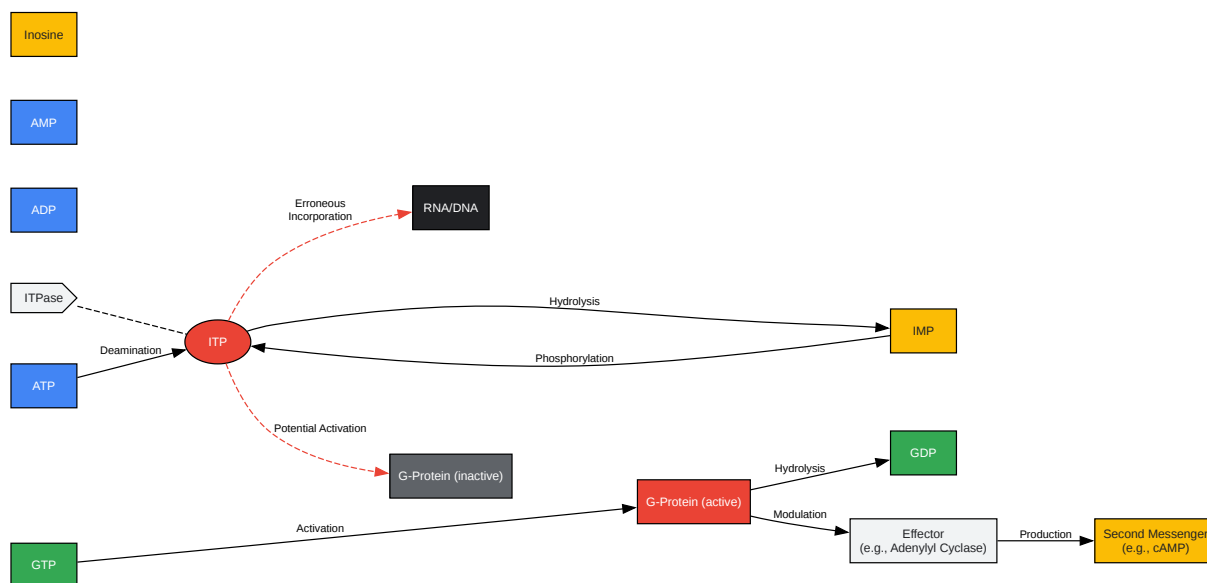 Inosine
AMP
ADP
Erroneous
Incorporation
RNA/DNA
ITPase
Hydrolysis
ITP
IMP
Deamination
Phosphorylation
ATP
Potential Activation
GDP
Hydrolysis
G-Protein (inactive)
G-Protein (active)
Modulation
Activation
Effector
(e.g., Adenylyl Cyclase)
Production
Second Messenger
(e.g., cAMP)
GTP